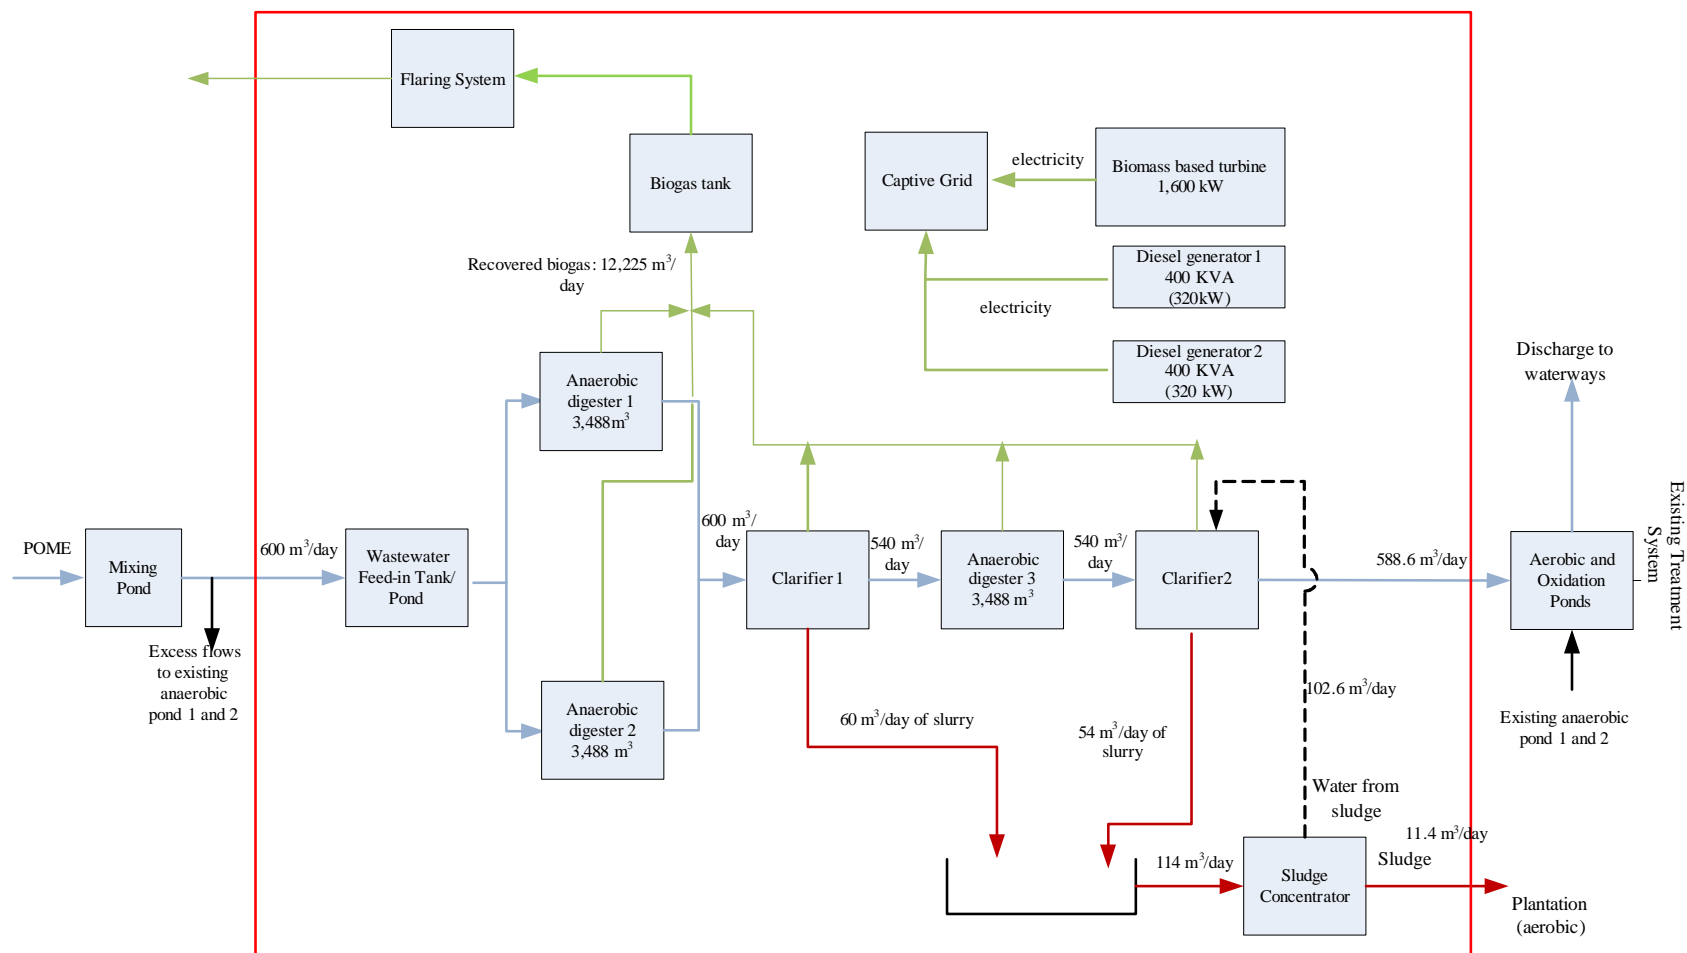 Flaring System
Biogas tank
Captive Grid
electricity
Biomass based turbine
1,600 kW
Recovered biogas: 12,225 m³/
day
Diesel generator 1
400 KVA
(320kW)
electricity
Diesel generator 2
400 KVA
(320 kW)
Discharge to
waterways
Anaerobic
digester 1
3,488m³
POME
Mixing
Pond
600 m³/day
Wastewater
Feed-in Tank/
Pond
600 m³/
day
Clarifier 1
540 m³/
day
Anaerobic
digester 3
3,488 m³
540 m³/
day
Clarifier 2
588.6 m³/day
Aerobic and
Oxidation
Ponds
Existing Treatment
System
Excess flows
to existing
anaerobic
pond 1 and 2
Anaerobic
digester 2
3,488 m³
60 m³/day of slurry
54 m³/day of
slurry
102.6 m³/day
Existing anaerobic
pond 1 and 2
Water from
sludge
114 m³/day
Sludge
Concentrator
11.4 m³/day
Sludge
Plantation
(aerobic)